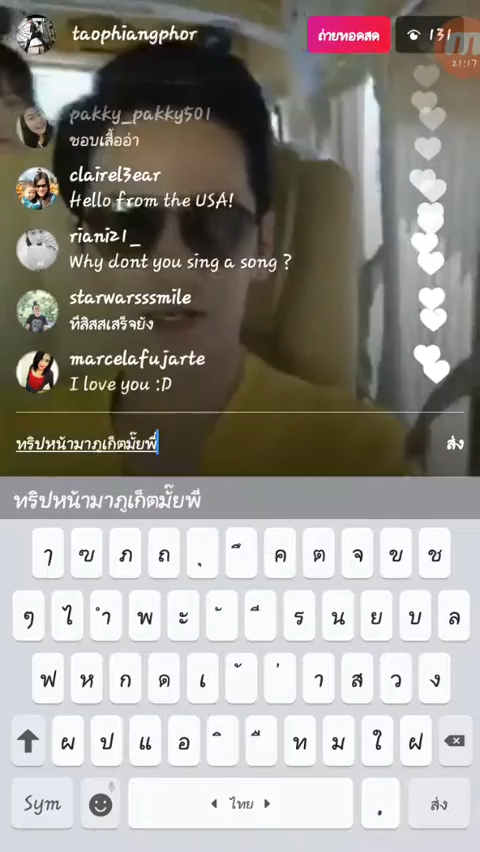 taophiangphor
ถ่ายทอดสด
131
21:17
pakky_pakky501
ชอบเสื้ออ่า
clairel3ear
Hello from the USA!
riani21_
Why dont you sing a song ?
starwarsssmile
ทีสิสสเสร็จยัง
marcelafujarte
I love you :D
ทริปหน้ามาภูเก็ตมั๊ยพี่ ส่ง
ทริปหน้ามาภูเก็ตมั๊ยพี่
ๅ ฃ ภ ถ ุ ึ ค ต จ ข ช
ๆ ไ ำ พ ะ ั ี ร น ย บ ล
ฟ ห ก ด เ ้ ่ า ส ว ง
ผ ป แ อ ิ ื ท ม ใ ฝ
Sym ไทย . ส่ง